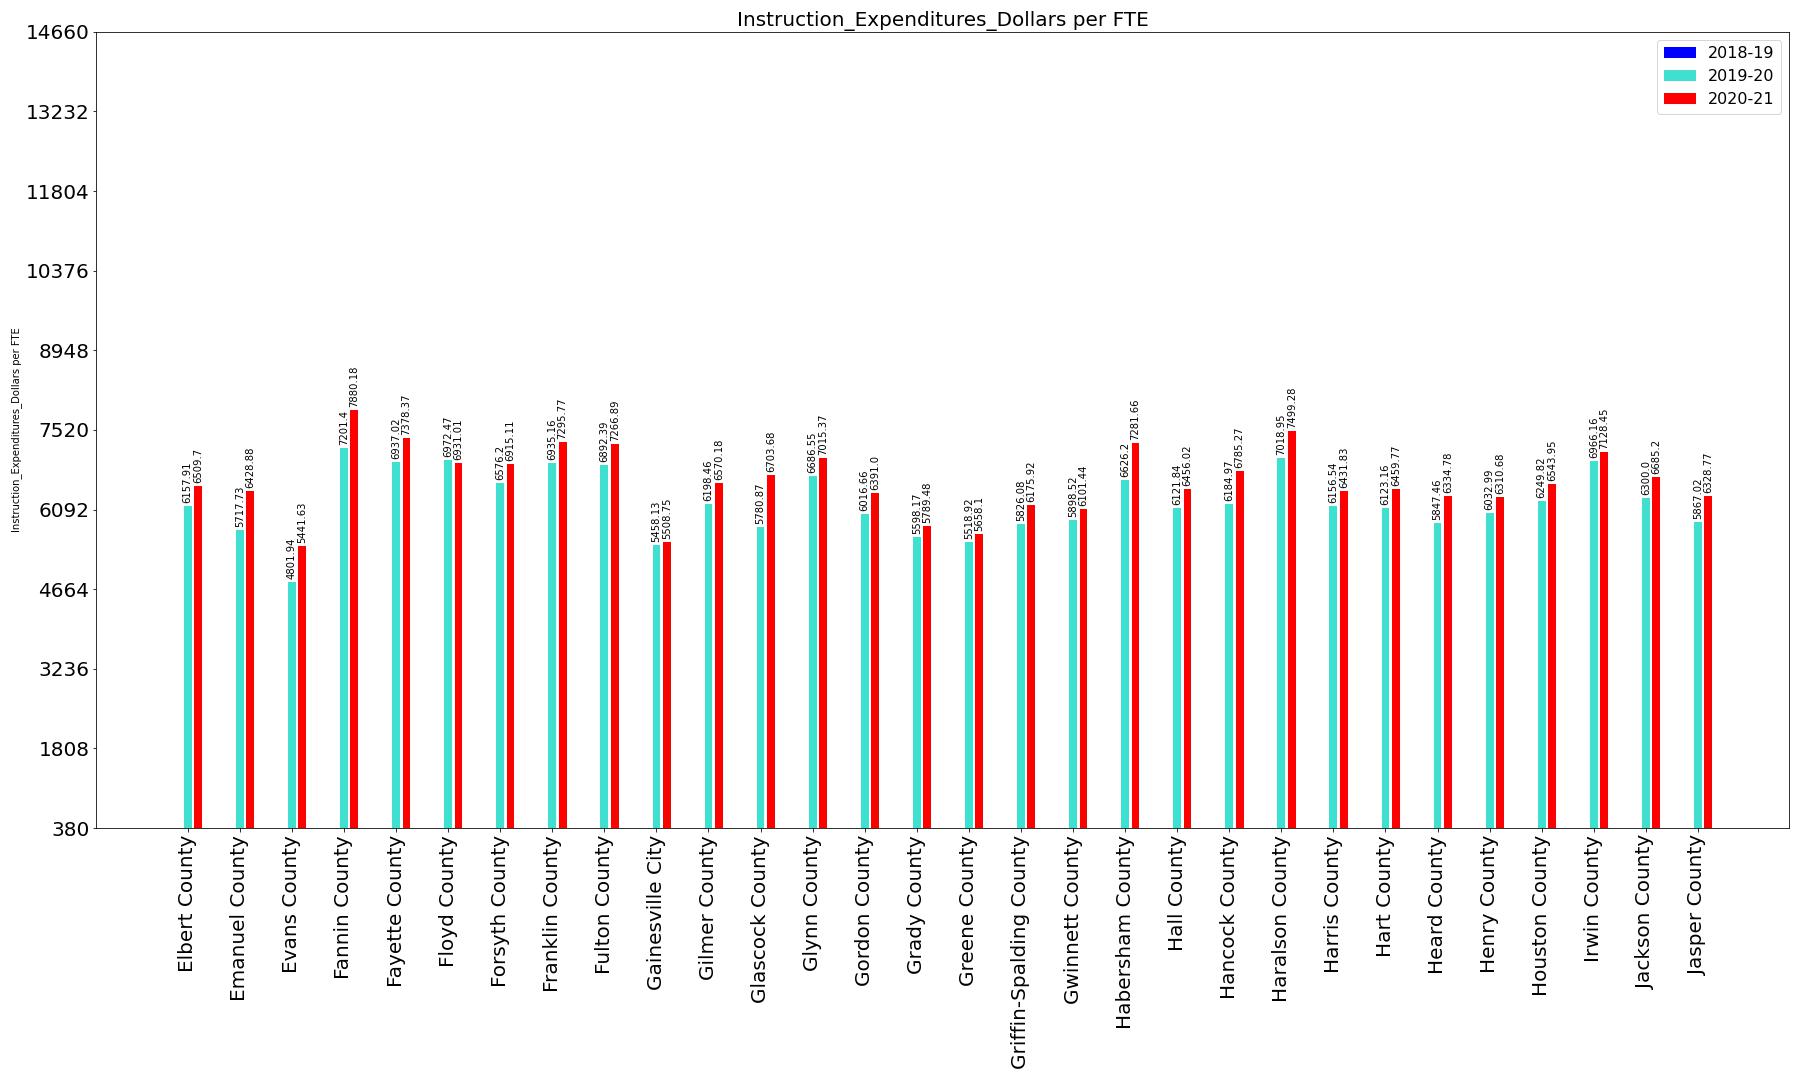 Instruction_Expenditures_Dollars per FTE
2018-19
2019-20
2020-21
Instruction_Expenditures_Dollars per FTE
14660
13232
11804
10376
8948
7520
6092
4664
3236
1808
380
6157.91
6509.7
5717.73
6428.88
4801.94
5441.63
7201.4
7880.18
6937.02
7378.37
6972.47
6931.01
6576.2
6915.11
6935.16
7295.77
6892.39
7266.89
5458.13
5508.75
6198.46
6570.18
5780.87
6703.68
6686.55
7015.37
6016.66
6391.0
5598.17
5789.48
5518.92
5658.1
5826.08
6175.92
5898.52
6101.44
6626.2
7281.66
6121.84
6456.02
6184.97
6785.27
7018.95
7499.28
6156.54
6431.83
6123.16
6459.77
5847.46
6334.78
6032.99
6310.68
6249.82
6543.95
6966.16
7128.45
6300.0
6685.2
5867.02
6328.77
Elbert County
Emanuel County
Evans County
Fannin County
Fayette County
Floyd County
Forsyth County
Franklin County
Fulton County
Gainesville City
Gilmer County
Glascock County
Glynn County
Gordon County
Grady County
Greene County
Griffin-Spalding County
Gwinnett County
Habersham County
Hall County
Hancock County
Haralson County
Harris County
Hart County
Heard County
Henry County
Houston County
Irwin County
Jackson County
Jasper County